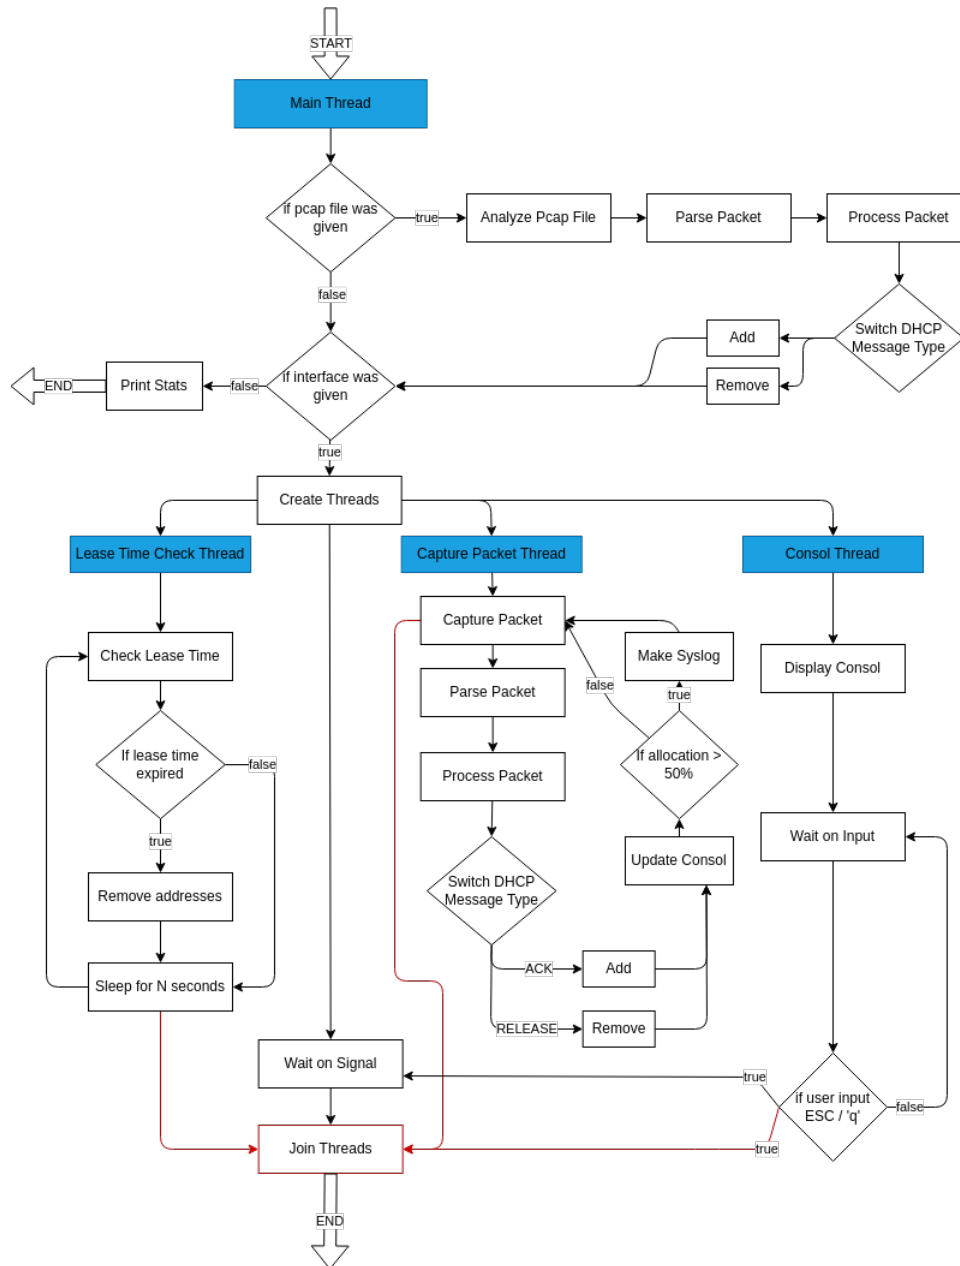 START
Main Thread
if pcap file was
given
true
Analyze Pcap File
Parse Packet
Process Packet
false
Switch DHCP
Message Type
Add
Remove
if interface was
given
false
Print Stats
END
true
Create Threads
Lease Time Check Thread
Capture Packet Thread
Consol Thread
Check Lease Time
If lease time
expired
false
true
Remove addresses
Sleep for N seconds
Capture Packet
Parse Packet
Process Packet
Switch DHCP
Message Type
ACK
Add
RELEASE
Remove
Update Consol
If allocation >
50%
false
true
Make Syslog
Display Consol
Wait on Input
if user input
ESC / 'q'
false
true
true
Wait on Signal
Join Threads
END